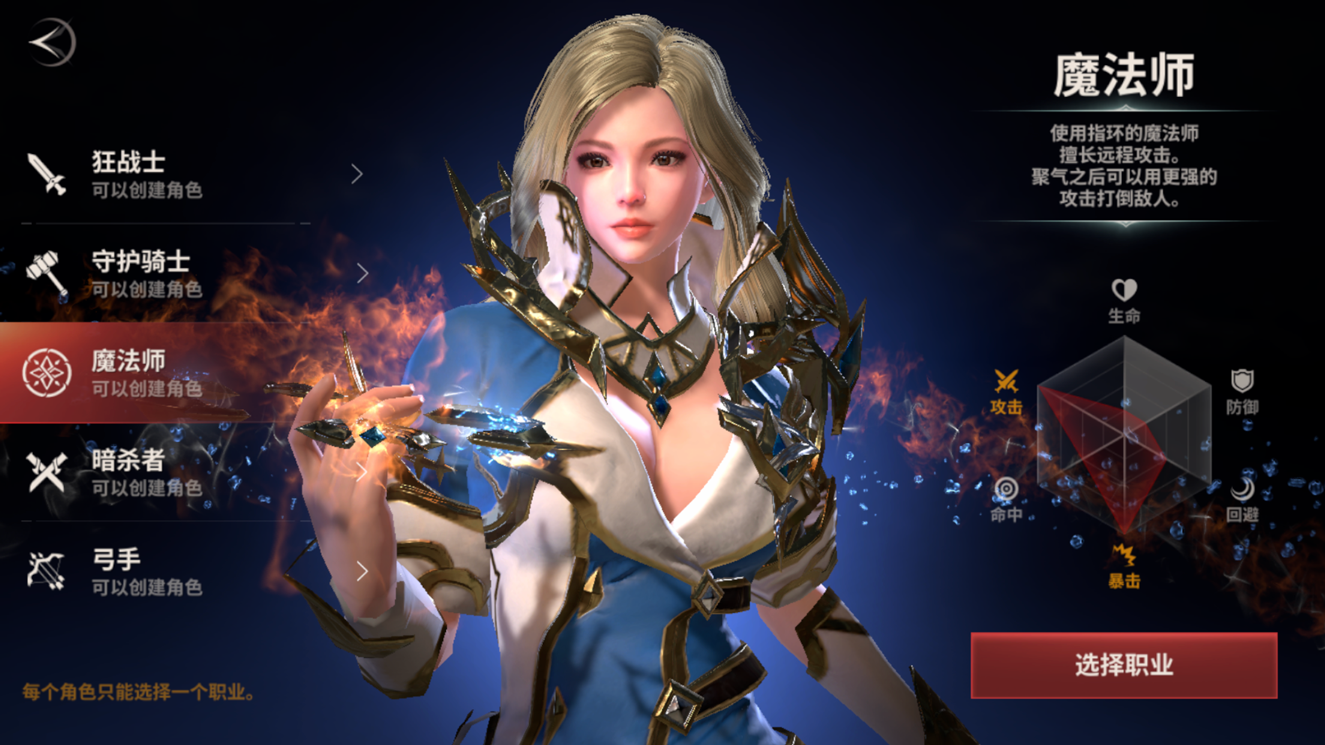 狂战士
可以创建角色
守护骑士
可以创建角色
魔法师
可以创建角色
暗杀者
可以创建角色
弓手
可以创建角色
每个角色只能选择一个职业。
魔法师
使用指环的魔法师
擅长远程攻击。
聚气之后可以用更强的
攻击打倒敌人。
生命
攻击
防御
命中
回避
暴击
选择职业